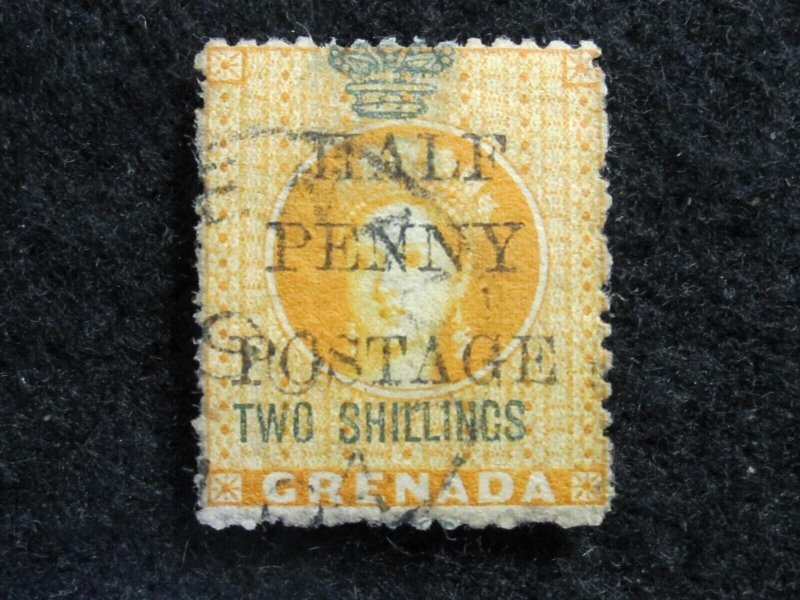 HALF
PENNY
POSTAGE
TWO SHILLINGS
GRENADA